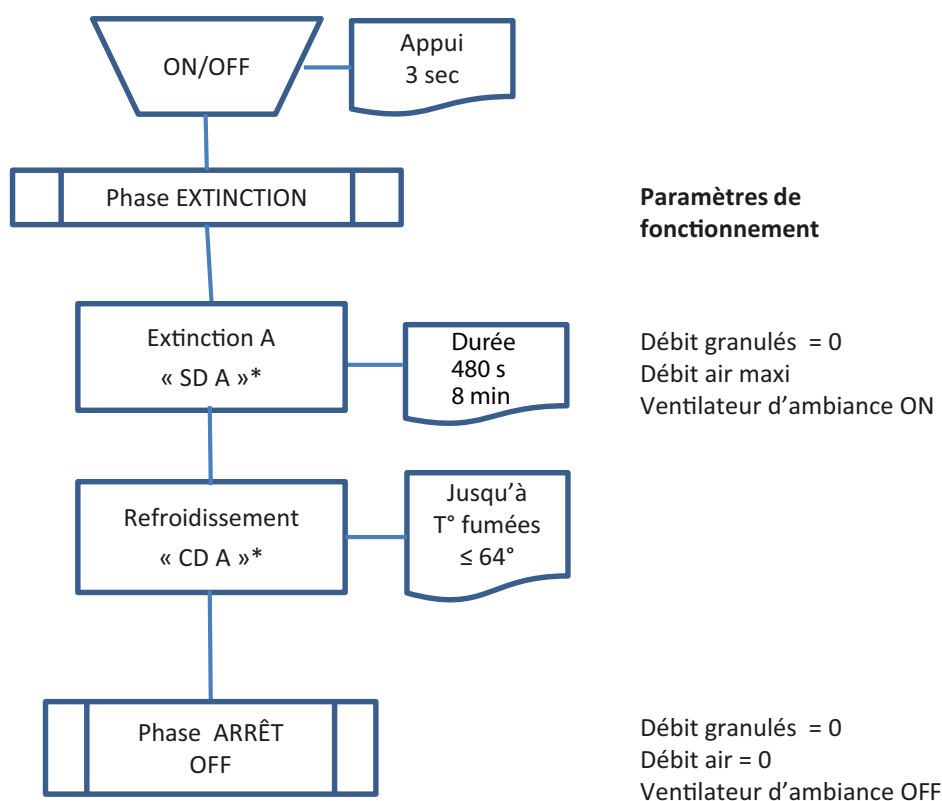 ON/OFF
Appui
3 sec
Phase EXTINCTION
Paramètres de
fonctionnement
Extinction A
« SD A »*
Durée
480 s
8 min
Débit granulés = 0
Débit air maxi
Ventilateur d’ambiance ON
Refroidissement
« CD A »*
Jusqu’à
T° fumées
≤ 64°
Phase ARRÊT
OFF
Débit granulés = 0
Débit air = 0
Ventilateur d’ambiance OFF